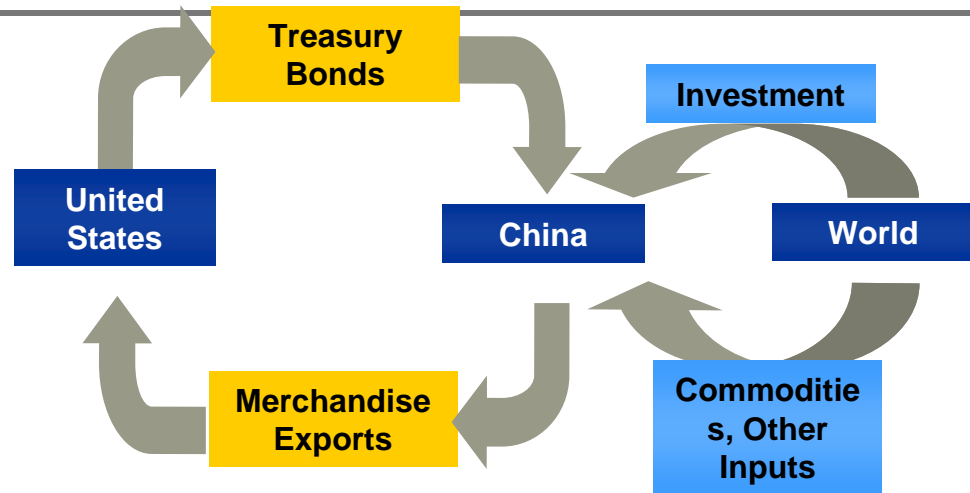 Treasury
Bonds
Investment
United
States
China
World
Merchandise
Exports
Commoditie
s, Other
Inputs